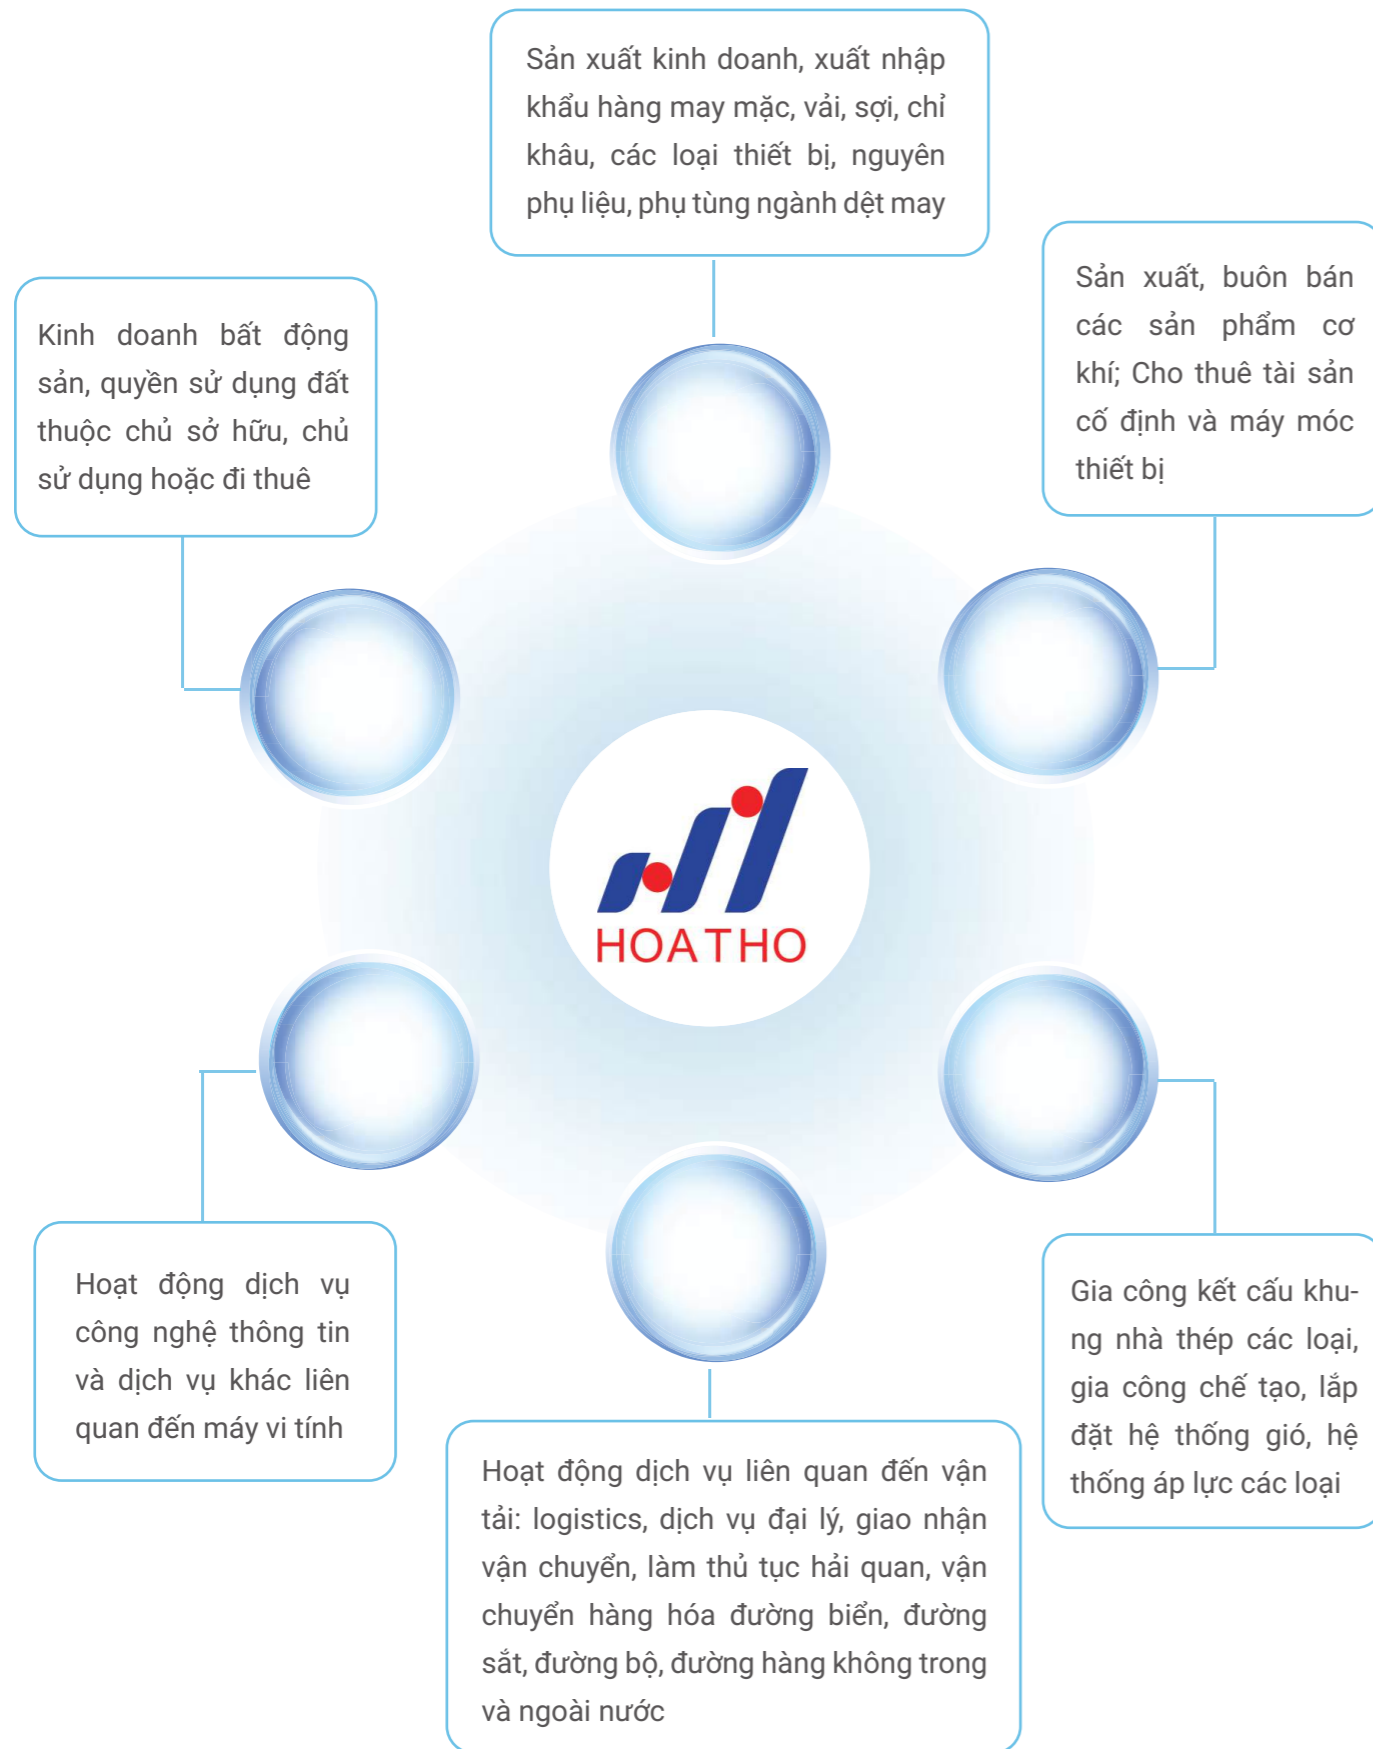 Sản xuất kinh doanh, xuất nhập
khẩu hàng may mặc, vải, sợi, chỉ
khâu, các loại thiết bị, nguyên
phụ liệu, phụ tùng ngành dệt may
Sản xuất, buôn bán
các sản phẩm cơ
khí; Cho thuê tài sản
cố định và máy móc
thiết bị
Kinh doanh bất động
sản, quyền sử dụng đất
thuộc chủ sở hữu, chủ
sử dụng hoặc đi thuê
HOATHO
Hoạt động dịch vụ
công nghệ thông tin
và dịch vụ khác liên
quan đến máy vi tính
Gia công kết cấu khu-
ng nhà thép các loại,
gia công chế tạo, lắp
đặt hệ thống gió, hệ
thống áp lực các loại
Hoạt động dịch vụ liên quan đến vận
tải: logistics, dịch vụ đại lý, giao nhận
vận chuyển, làm thủ tục hải quan, vận
chuyển hàng hóa đường biển, đường
sắt, đường bộ, đường hàng không trong
và ngoài nước